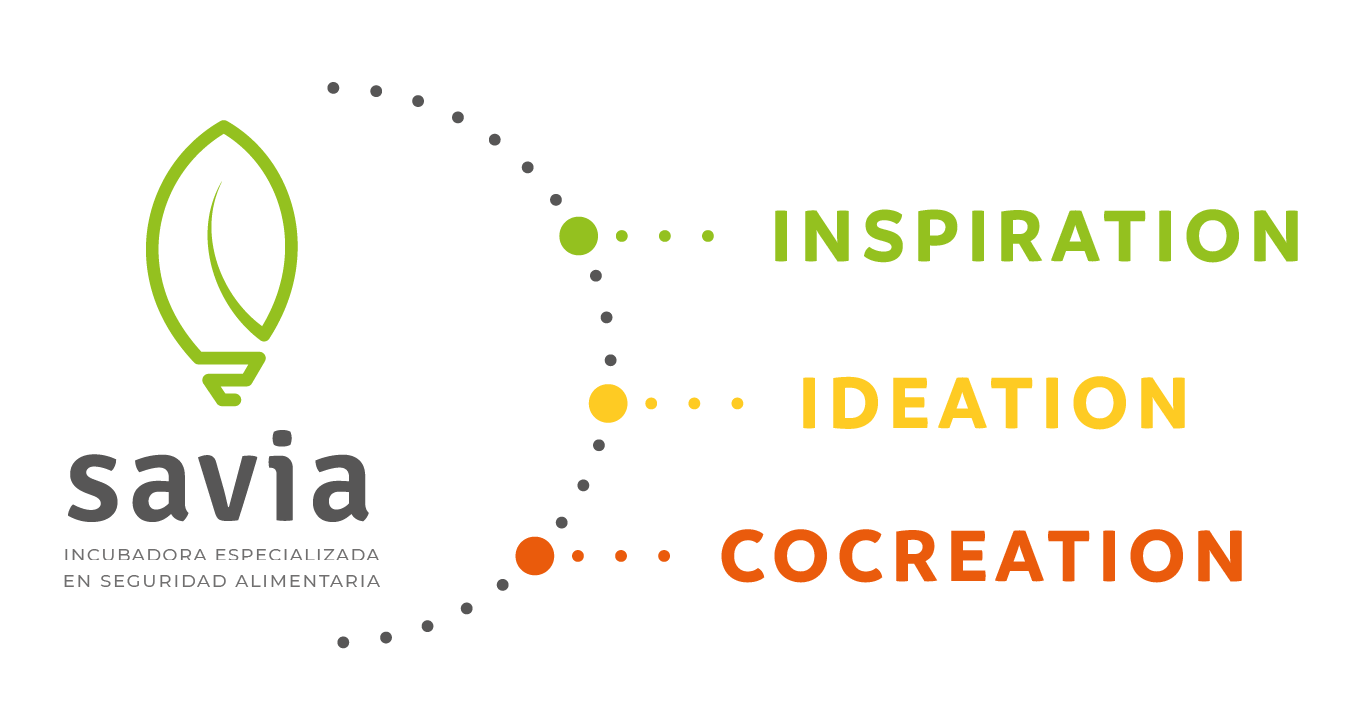 savia
INCUBADORA ESPECIALIZADA
EN SEGURIDAD ALIMENTARIA
INSPIRATION
IDEATION
COCREATION